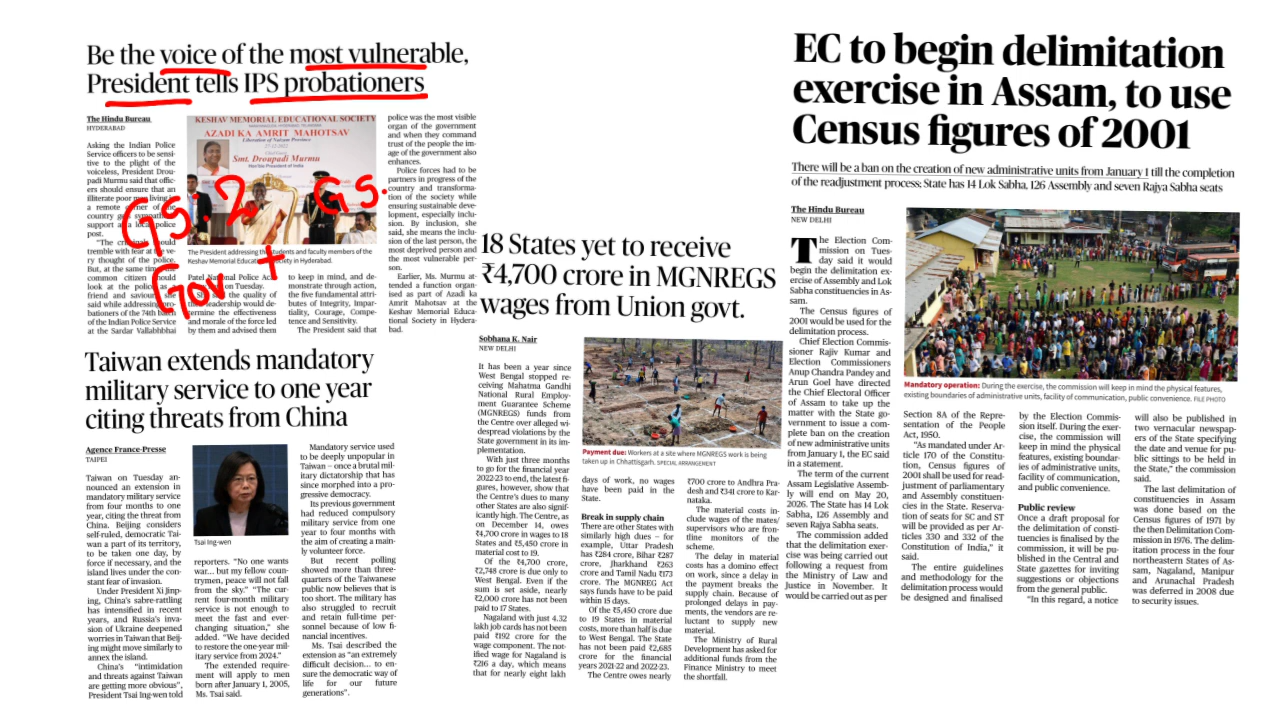 Be the voice of the most vulnerable,
President tells IPS probationers
The Hindu Bureau
HYDERABAD
Asking the Indian Police
Service officers to be sensi-
tive to the plight of the
voiceless, President Drou-
padi Murmu said that offic-
ers should ensure that an
illiterate poor man living in
a remote corner of the
country gets sympathetic
support at a local police
post.
"The criminals should
tremble with fear at the ve-
ry thought of the police.
But, at the same time, the
common citizen should
look at the police as a
friend and saviour," she
said while addressing pro-
bationers of the 74th batch
of the Indian Police Service
at the Sardar Vallabhbhai
KESHAV MEMORIAL EDUCATIONAL SOCIETY
AZADI KA AMRIT MAHOTSAV
Smt. Droupadi Murmu
Hon'ble President of India
The President addressing the students and faculty members of the
Keshav Memorial Educational Society in Hyderabad.
Patel National Police Aca-
on Tuesday.
She said the quality of
their leadership would de-
termine the effectiveness
and morale of the force led
by them and advised them
to keep in mind, and de-
monstrate through action,
the five fundamental attri-
butes of Integrity, Impar-
tiality, Courage, Compe-
tence and Sensitivity.
The President said that
police was the most visible
organ of the government
and when they command
trust of the people the im-
age of the government also
enhances.
Police forces had to be
partners in progress of the
country and transforma-
tion of the society while
ensuring sustainable deve-
lopment, especially inclu-
sion. By inclusion, she
said, she means the inclu-
sion of the last person, the
most deprived person and
the most vulnerable per-
son.
Earlier, Ms. Murmu at-
tended a function organ-
ised as part of Azadi ka
Amrit Mahotsav at the
Keshav Memorial Educa-
tional Society in Hydera-
bad.
GS. 2 GS.
Gov +
Taiwan extends mandatory
military service to one year
citing threats from China
Agence France-Presse
TAIPEI
Taiwan on Tuesday an-
nounced an extension in
mandatory military service
from four months to one
year, citing the threat from
China. Beijing considers
self-ruled, democratic Tai-
wan a part of its territory,
to be taken one day, by
force if necessary, and the
island lives under the con-
stant fear of invasion.
Under President Xi Jinp-
ing, China's sabre-rattling
has intensified in recent
years, and Russia's inva-
sion of Ukraine deepened
worries in Taiwan that Beij-
ing might move similarly to
annex the island.
China's "intimidation
and threats against Taiwan
are getting more obvious",
President Tsai Ing-wen told
Tsai Ing-wen
reporters. "No one wants
war... but my fellow coun-
trymen, peace will not fall
from the sky." "The cur-
rent four-month military
service is not enough to
meet the fast and ever-
changing situation," she
added. "We have decided
to restore the one-year mil-
itary service from 2024."
The extended require-
ment will apply to men
born after January 1, 2005,
Ms. Tsai said.
Mandatory service used
to be deeply unpopular in
Taiwan – once a brutal mil-
itary dictatorship that has
since morphed into a pro-
gressive democracy.
Its previous government
had reduced compulsory
military service from one
year to four months with
the aim of creating a main-
ly volunteer force.
But recent polling
showed more than three-
quarters of the Taiwanese
public now believes that is
too short. The military has
also struggled to recruit
and retain full-time per-
sonnel because of low fi-
nancial incentives.
Ms. Tsai described the
extension as "an extremely
difficult decision... to en-
sure the democratic way of
life for our future
generations".
18 States yet to receive
₹4,700 crore in MGNREGS
wages from Union govt.
Sobhana K. Nair
NEW DELHI
It has been a year since
West Bengal stopped re-
ceiving Mahatma Gandhi
National Rural Employ-
ment Guarantee Scheme
(MGNREGS) funds from
the Centre over alleged wi-
despread violations by the
State government in its im-
plementation.
With just three months
to go for the financial year
2022-23 to end, the latest fi-
gures, however, show that
the Centre's dues to many
other States are also signif-
icantly high. The Centre, as
on December 14, owes
₹4,700 crore in wages to 18
States and ₹5,450 crore in
material cost to 19.
Of the ₹4,700 crore,
₹2,748 crore is due only to
West Bengal. Even if the
sum is set aside, nearly
₹2,000 crore has not been
paid to 17 States.
Nagaland with just 4.32
lakh job cards has not been
paid ₹192 crore for the
wage component. The not-
ified wage for Nagaland is
₹216 a day, which means
that for nearly eight lakh
Payment due: Workers at a site where MGNREGS work is being
taken up in Chhattisgarh. SPECIAL ARRANGEMENT
days of work, no wages
have been paid in the
State.
Break in supply chain
There are other States with
similarly high dues – for
example, Uttar Pradesh
has ₹284 crore, Bihar ₹287
crore, Jharkhand ₹263
crore and Tamil Nadu ₹173
crore. The MGNREG Act
says funds have to be paid
within 15 days.
Of the ₹5,450 crore due
to 19 States in material
costs, more than half is due
to West Bengal. The State
has not been paid ₹2,685
crore for the financial
years 2021-22 and 2022-23.
The Centre owes nearly
₹700 crore to Andhra Pra-
desh and ₹341 crore to Kar-
nataka.
The material costs in-
clude wages of the mates/
supervisors who are fron-
tline monitors of the
scheme.
The delay in material
costs has a domino effect
on work, since a delay in
the payment breaks the
supply chain. Because of
prolonged delays in pay-
ments, the vendors are re-
luctant to supply new
material.
The Ministry of Rural
Development has asked for
additional funds from the
Finance Ministry to meet
the shortfall.
EC to begin delimitation
exercise in Assam, to use
Census figures of 2001
There will be a ban on the creation of new administrative units from January 1 till the completion
of the readjustment process; State has 14 Lok Sabha, 126 Assembly and seven Rajya Sabha seats
The Hindu Bureau
NEW DELHI
The Election Com-
mission on Tues-
day said it would
begin the delimitation ex-
ercise of Assembly and Lok
Sabha constituencies in As-
sam.
The Census figures of
2001 would be used for the
delimitation process.
Chief Election Commis-
sioner Rajiv Kumar and
Election Commissioners
Anup Chandra Pandey and
Arun Goel have directed
the Chief Electoral Officer
of Assam to take up the
matter with the State go-
vernment to issue a com-
plete ban on the creation
of new administrative units
from January 1, the EC said
in a statement.
The term of the current
Assam Legislative Assemb-
ly will end on May 20,
2026. The State has 14 Lok
Sabha, 126 Assembly and
seven Rajya Sabha seats.
The commission added
that the delimitation exer-
cise was being carried out
following a request from
the Ministry of Law and
Justice in November. It
would be carried out as per
Mandatory operation: During the exercise, the commission will keep in mind the physical features,
existing boundaries of administrative units, facility of communication, public convenience. FILE PHOTO
Section 8A of the Repre-
sentation of the People
Act, 1950.
"As mandated under Ar-
ticle 170 of the Constitu-
tion, Census figures of
2001 shall be used for read-
justment of parliamentary
and Assembly constituen-
cies in the State. Reserva-
tion of seats for SC and ST
will be provided as per Ar-
ticles 330 and 332 of the
Constitution of India," it
said.
The entire guidelines
and methodology for the
delimitation process would
be designed and finalised
by the Election Commis-
sion itself. During the exer-
cise, the commission will
keep in mind the physical
features, existing boundar-
ies of administrative units,
facility of communication,
and public convenience.
Public review
Once a draft proposal for
the delimitation of consti-
tuencies is finalised by the
commission, it will be pu-
blished in the Central and
State gazettes for inviting
suggestions or objections
from the general public.
"In this regard, a notice
will also be published in
two vernacular newspap-
ers of the State specifying
the date and venue for pu-
blic sittings to be held in
the State," the commission
said.
The last delimitation of
constituencies in Assam
was done based on the
Census figures of 1971 by
the then Delimitation Com-
mission in 1976. The delim-
itation process in the four
northeastern States of As-
sam, Nagaland, Manipur
and Arunachal Pradesh
was deferred in 2008 due
to security issues.